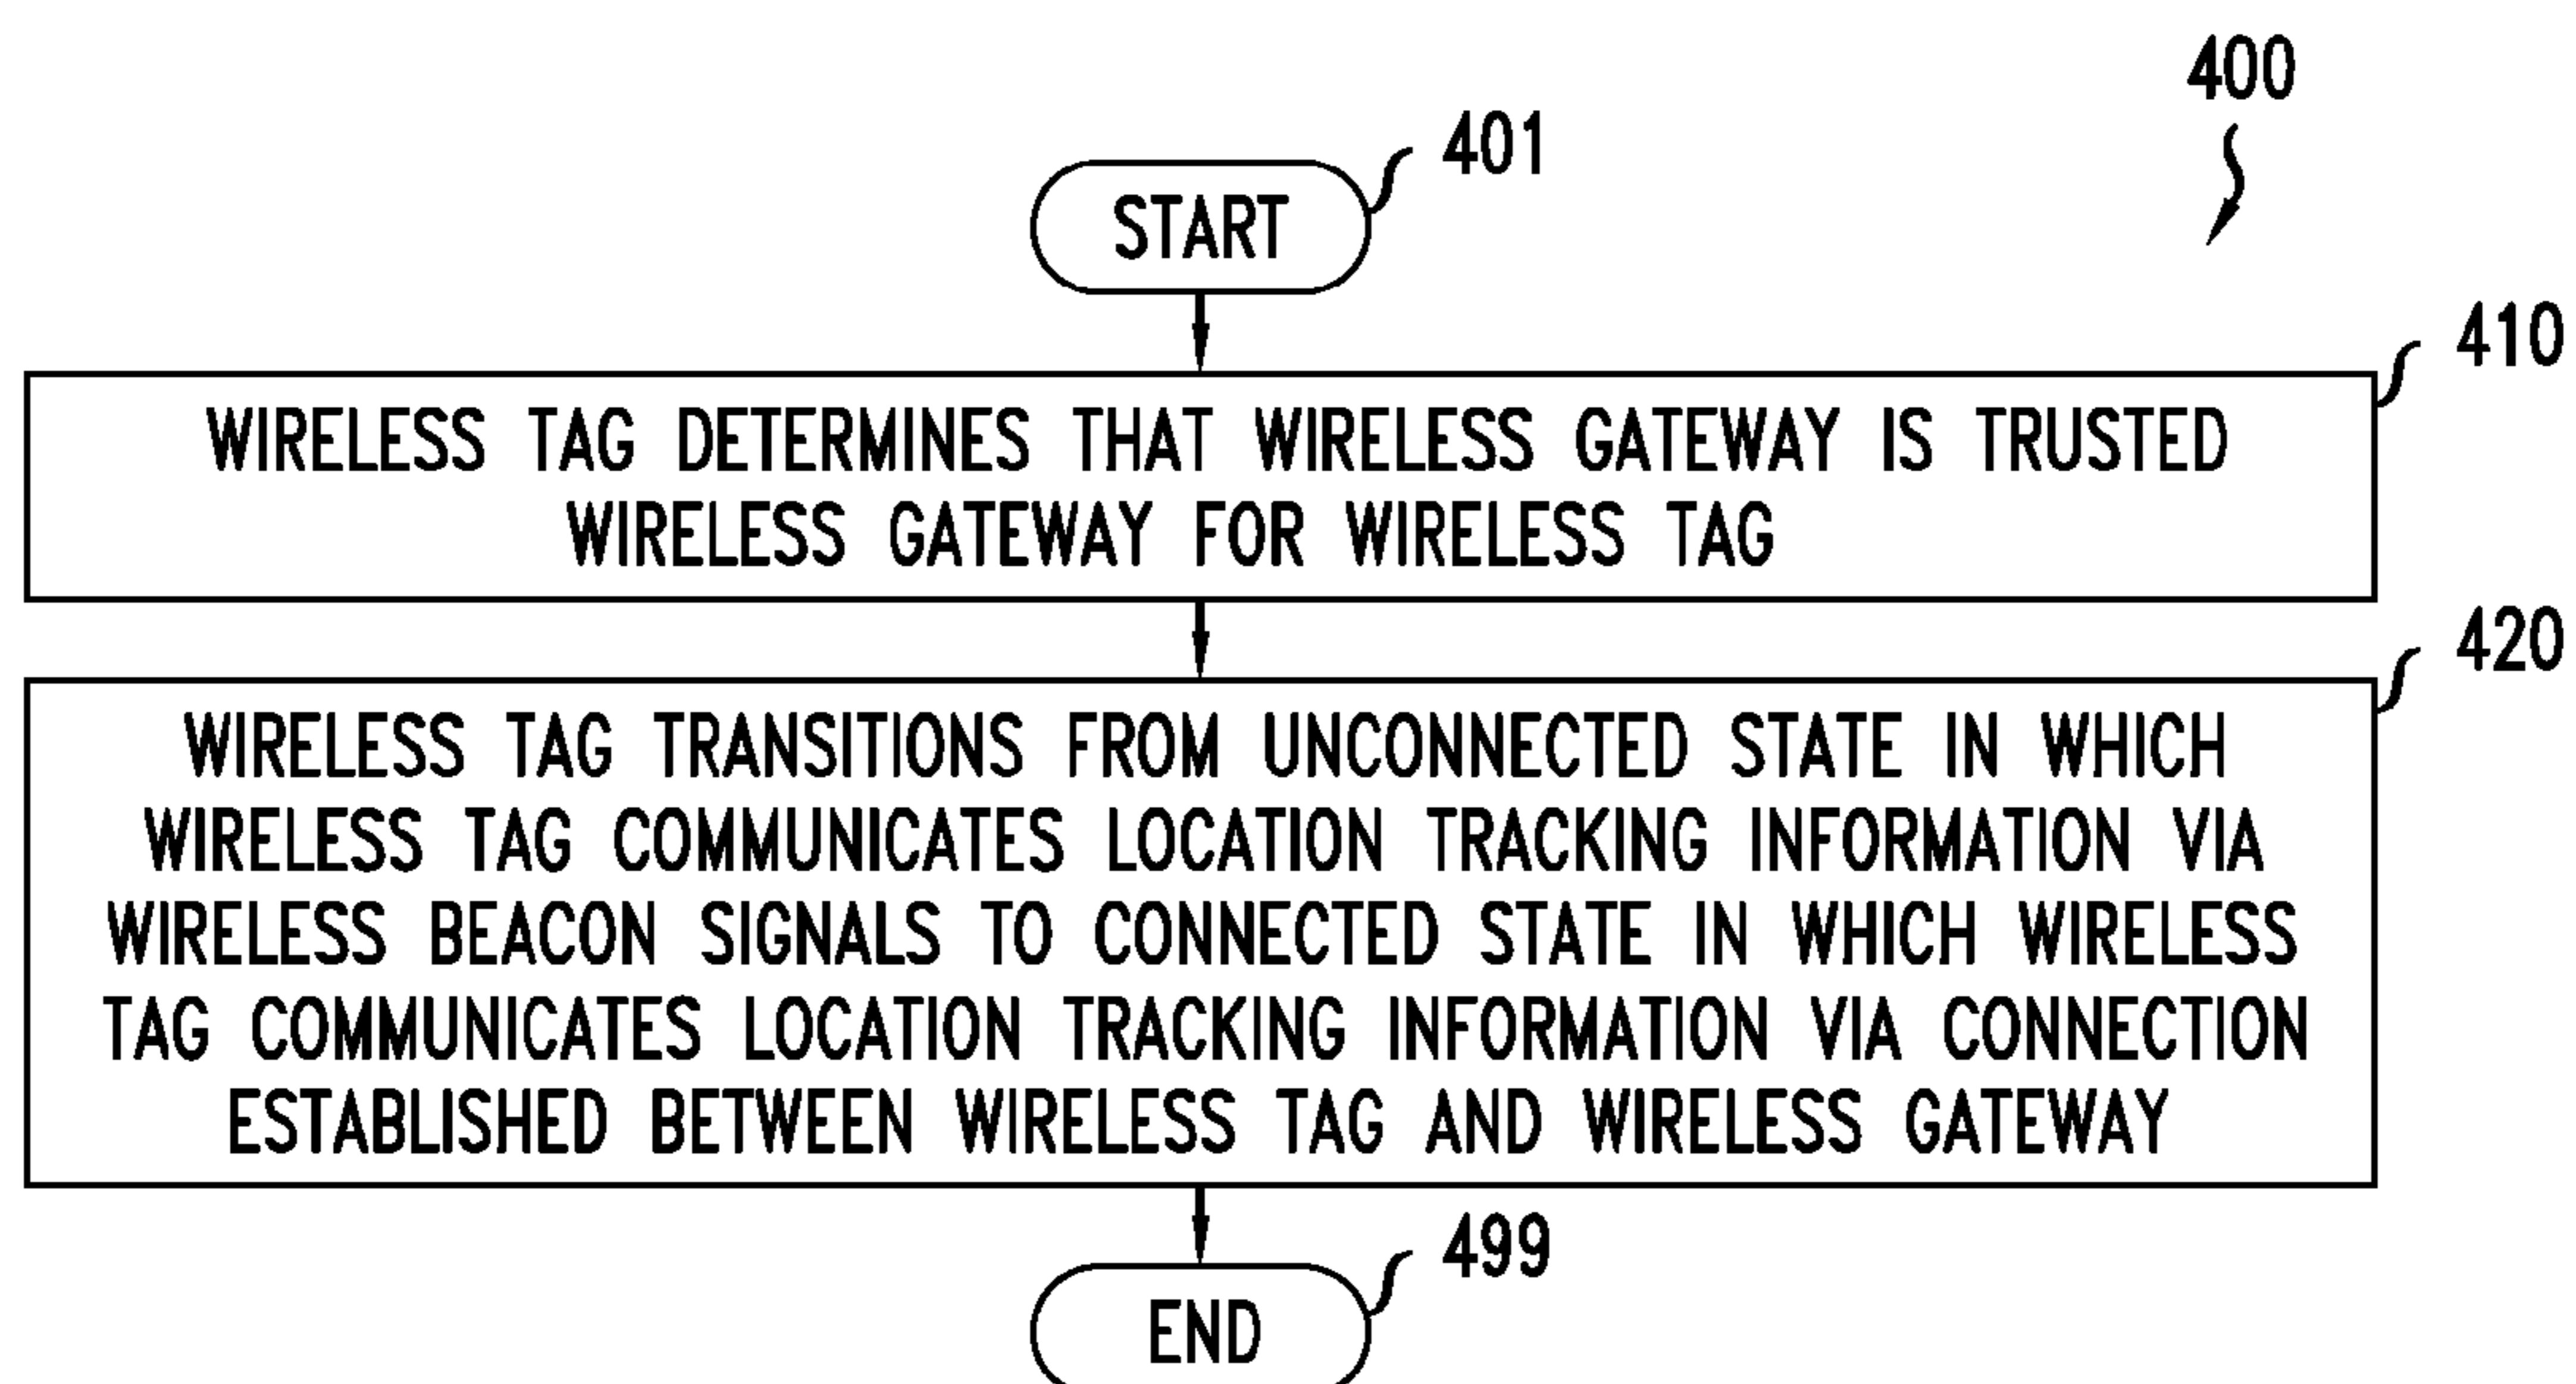 400
401
START
410
WIRELESS TAG DETERMINES THAT WIRELESS GATEWAY IS TRUSTED
WIRELESS GATEWAY FOR WIRELESS TAG
420
WIRELESS TAG TRANSITIONS FROM UNCONNECTED STATE IN WHICH
WIRELESS TAG COMMUNICATES LOCATION TRACKING INFORMATION VIA
WIRELESS BEACON SIGNALS TO CONNECTED STATE IN WHICH WIRELESS
TAG COMMUNICATES LOCATION TRACKING INFORMATION VIA CONNECTION
ESTABLISHED BETWEEN WIRELESS TAG AND WIRELESS GATEWAY
499
END